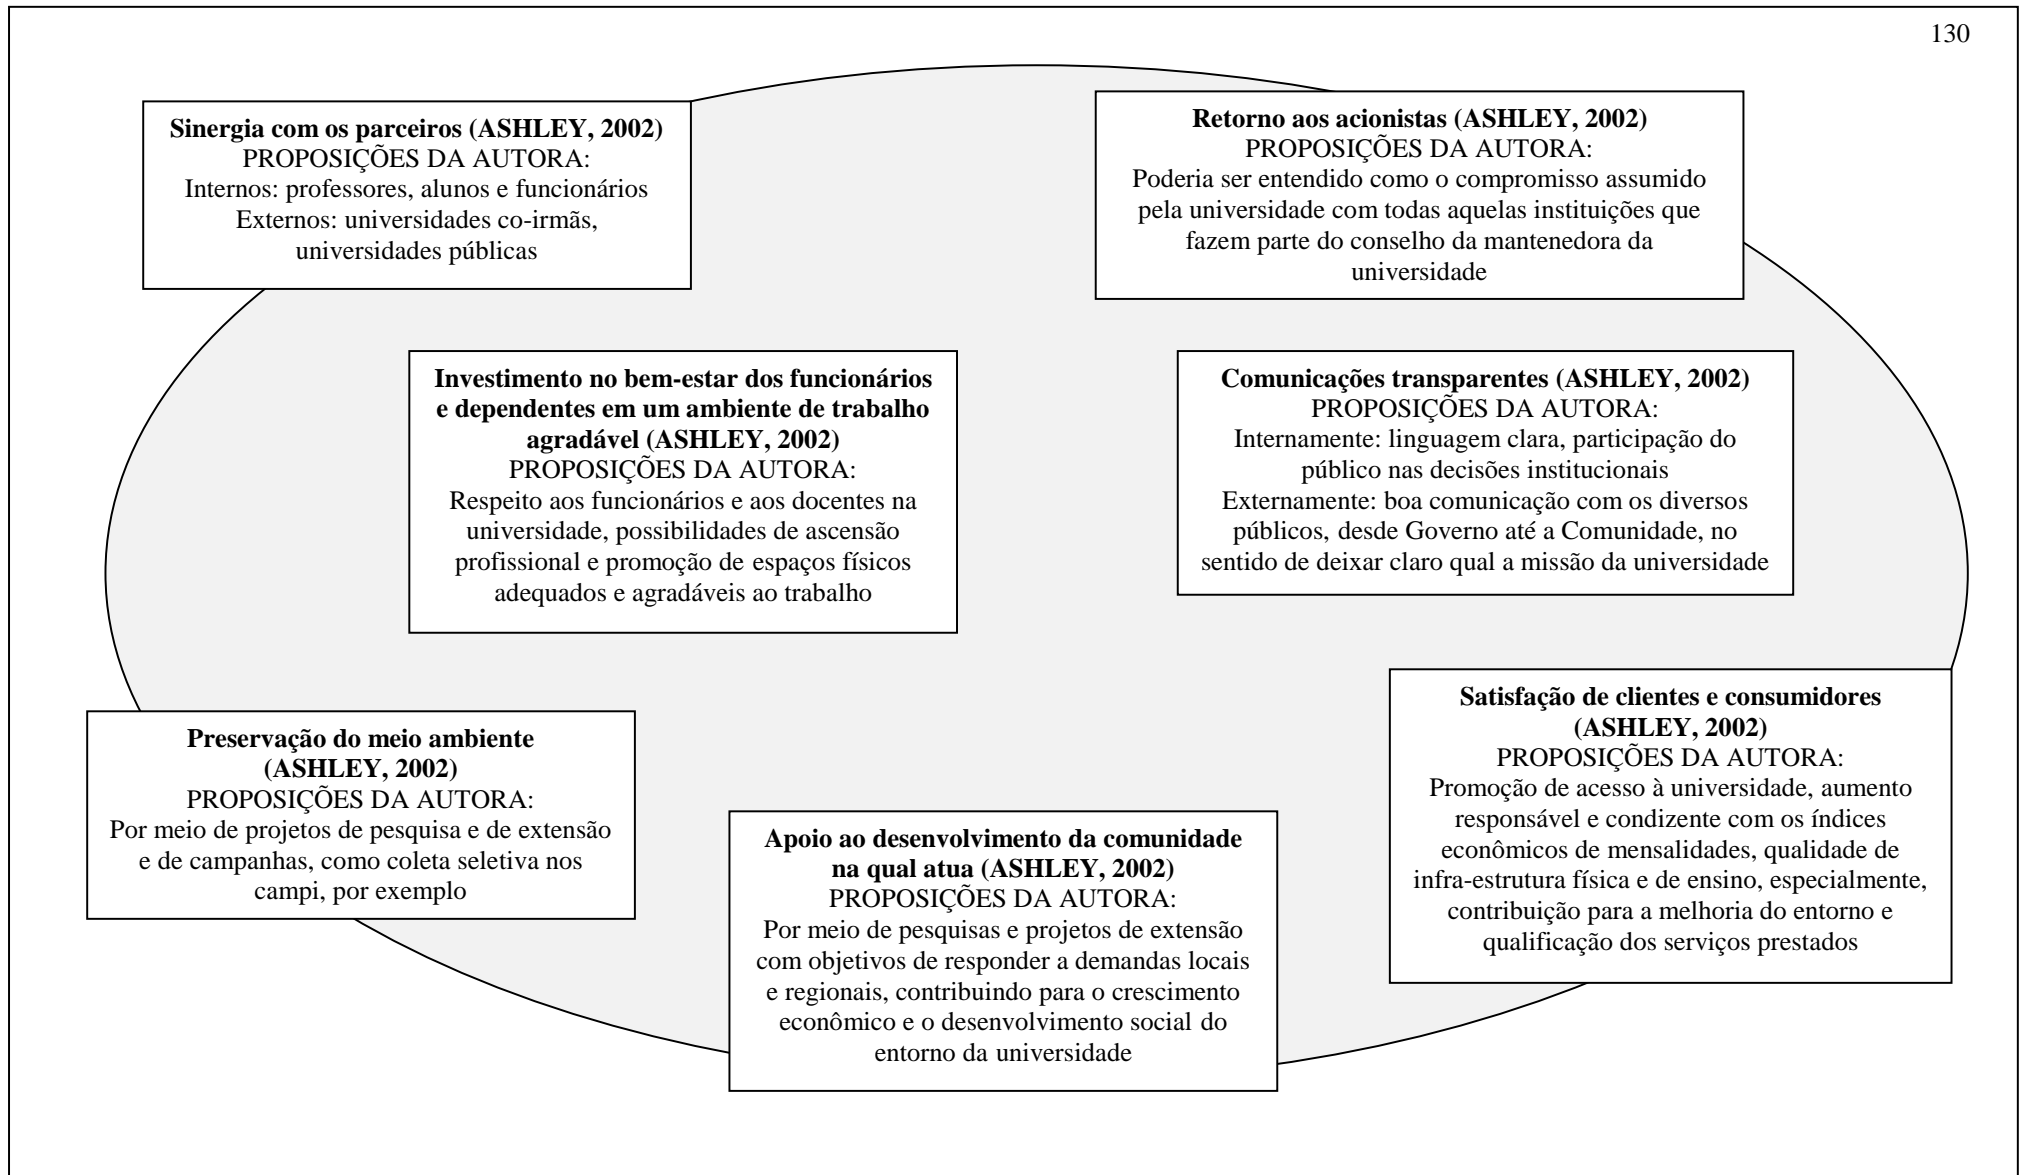 130
Sinergia com os parceiros (ASHLEY, 2002)
PROPOSIÇÕES DA AUTORA:
Internos: professores, alunos e funcionários
Externos: universidades co-irmãs,
universidades públicas
Retorno aos acionistas (ASHLEY, 2002)
PROPOSIÇÕES DA AUTORA:
Poderia ser entendido como o compromisso assumido
pela universidade com todas aquelas instituições que
fazem parte do conselho da mantenedora da
universidade
Investimento no bem-estar dos funcionários
e dependentes em um ambiente de trabalho
agradável (ASHLEY, 2002)
PROPOSIÇÕES DA AUTORA:
Respeito aos funcionários e aos docentes na
universidade, possibilidades de ascensão
profissional e promoção de espaços físicos
adequados e agradáveis ao trabalho
Comunicações transparentes (ASHLEY, 2002)
PROPOSIÇÕES DA AUTORA:
Internamente: linguagem clara, participação do
público nas decisões institucionais
Externamente: boa comunicação com os diversos
públicos, desde Governo até a Comunidade, no
sentido de deixar claro qual a missão da universidade
Preservação do meio ambiente
(ASHLEY, 2002)
PROPOSIÇÕES DA AUTORA:
Por meio de projetos de pesquisa e de extensão
e de campanhas, como coleta seletiva nos
campi, por exemplo
Apoio ao desenvolvimento da comunidade
na qual atua (ASHLEY, 2002)
PROPOSIÇÕES DA AUTORA:
Por meio de pesquisas e projetos de extensão
com objetivos de responder a demandas locais
e regionais, contribuindo para o crescimento
econômico e o desenvolvimento social do
entorno da universidade
Satisfação de clientes e consumidores
(ASHLEY, 2002)
PROPOSIÇÕES DA AUTORA:
Promoção de acesso à universidade, aumento
responsável e condizente com os índices
econômicos de mensalidades, qualidade de
infra-estrutura física e de ensino, especialmente,
contribuição para a melhoria do entorno e
qualificação dos serviços prestados